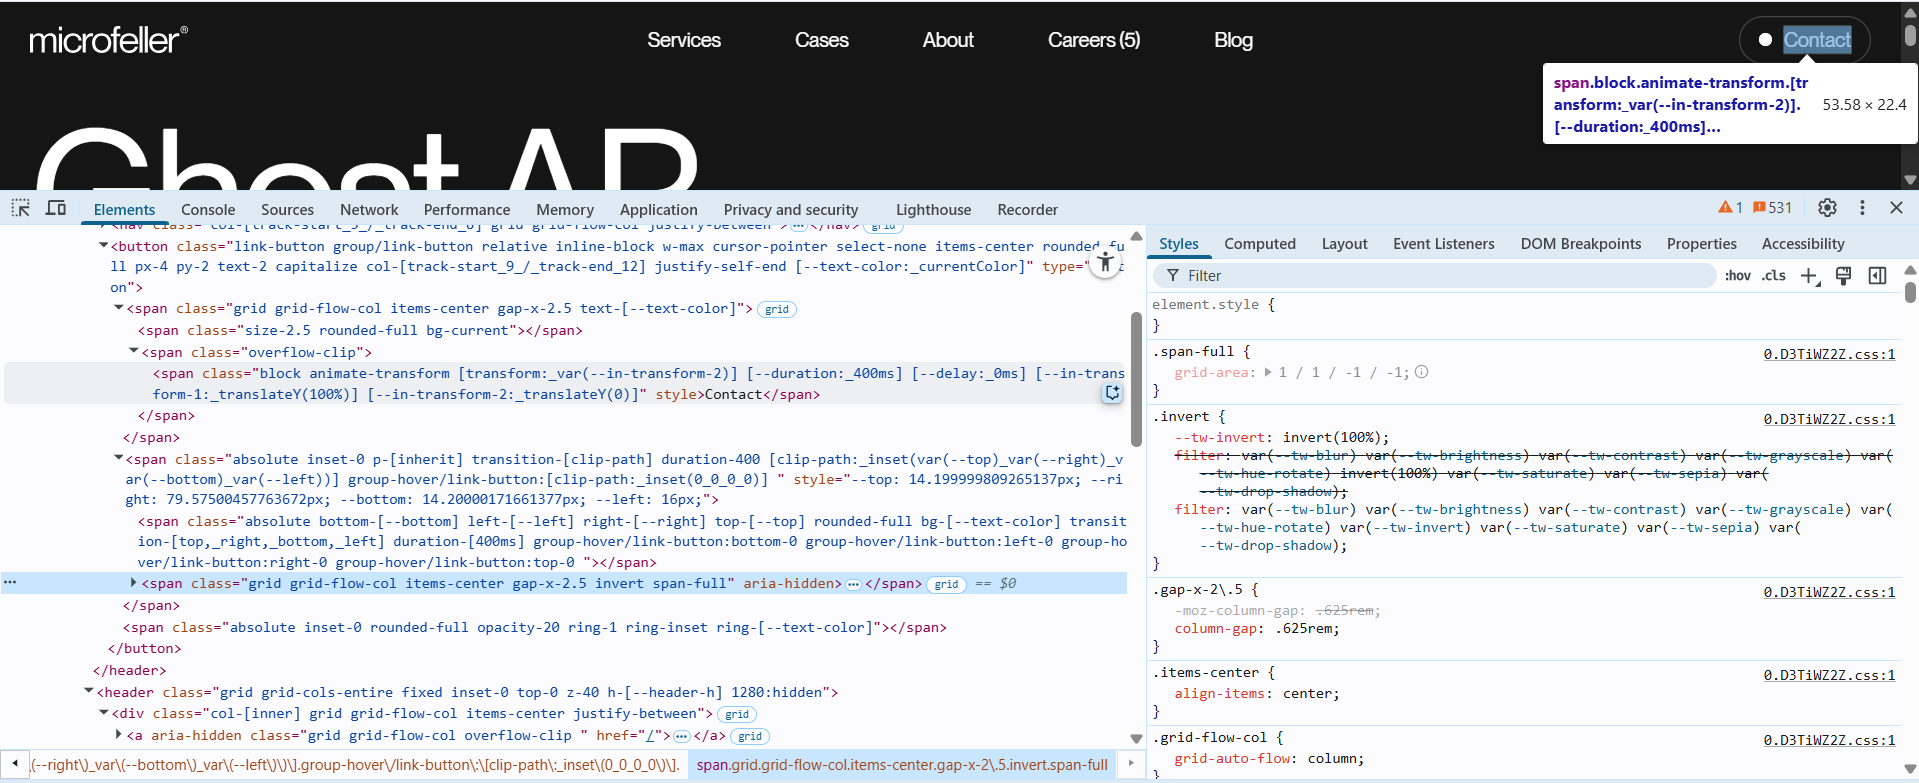 microfeller®
Services Cases About Careers (5) Blog
Contact
span.block.animate-transform.[tr
ansform:_var(--in-transform-2)].
[--duration:_400ms]...
53.58 × 22.4
Ghost AR
Elements Console Sources Network Performance Memory Application Privacy and security Lighthouse Recorder
1 531
<nav class="col-[track-start_9_/_track-end_8] grid grid-flow-col justify-between"> </nav> grid
<button class="link-button group/link-button relative inline-block w-max cursor-pointer select-none items-center rounded-fu
ll px-4 py-2 text-2 capitalize col-[track-start_9_/_track-end_12] justify-self-end [--text-color:_currentColor]" type="
on">
<span class="grid grid-flow-col items-center gap-x-2.5 text-[--text-color]"> grid
<span class="size-2.5 rounded-full bg-current"></span>
<span class="overflow-clip">
<span class="block animate-transform [transform:_var(--in-transform-2)] [--duration:_400ms] [--delay:_0ms] [--in-trans
form-1:_translateY(100%)] [--in-transform-2:_translateY(0)]" style>Contact</span>
</span>
</span>
<span class="absolute inset-0 p-[inherit] transition-[clip-path] duration-400 [clip-path:_inset(var(--top)_var(--right)_v
ar(--bottom)_var(--left))] group-hover/link-button:[clip-path:_inset(0_0_0_0)] " style="--top: 14.199999809265137px; --ri
ght: 79.57500457763672px; --bottom: 14.20000171661377px; --left: 16px;">
<span class="absolute bottom-[--bottom] left-[--left] right-[--right] top-[--top] rounded-full bg-[--text-color] transit
ion-[top,_right,_bottom,_left] duration-[400ms] group-hover/link-button:bottom-0 group-hover/link-button:left-0 group-ho
ver/link-button:right-0 group-hover/link-button:top-0 "></span>
<span class="grid grid-flow-col items-center gap-x-2.5 invert span-full" aria-hidden> </span> grid == $0
</span>
<span class="absolute inset-0 rounded-full opacity-20 ring-1 ring-inset ring-[--text-color]"></span>
</button>
</header>
<header class="grid grid-cols-entire fixed inset-0 top-0 z-40 h-[--header-h] 1280:hidden">
<div class="col-[inner] grid grid-flow-col items-center justify-between"> grid
<a aria-hidden class="grid grid-flow-col overflow-clip " href="/"> </a> grid
\(--right\)_var\(--bottom\)_var\(--left\)\)\].group-hover\/link-button\:\[clip-path\:_inset\(0_0_0_0\)\]. span.grid.grid-flow-col.items-center.gap-x-2\.5.invert.span-full
Styles Computed Layout Event Listeners DOM Breakpoints Properties Accessibility
Filter :hov .cls
element.style {
}
.span-full { 0.D3TiWZ2Z.css:1
grid-area: 1 / 1 / -1 / -1;
}
.invert { 0.D3TiWZ2Z.css:1
--tw-invert: invert(100%);
filter: var(--tw-blur) var(--tw-brightness) var(--tw-contrast) var(--tw-grayscale) var(
--tw-hue-rotate) invert(100%) var(--tw-saturate) var(--tw-sepia) var(
--tw-drop-shadow);
filter: var(--tw-blur) var(--tw-brightness) var(--tw-contrast) var(--tw-grayscale) var(
--tw-hue-rotate) var(--tw-invert) var(--tw-saturate) var(--tw-sepia) var(
--tw-drop-shadow);
}
.gap-x-2\.5 { 0.D3TiWZ2Z.css:1
-moz-column-gap: .625rem;
column-gap: .625rem;
}
.items-center { 0.D3TiWZ2Z.css:1
align-items: center;
}
.grid-flow-col { 0.D3TiWZ2Z.css:1
grid-auto-flow: column;
}